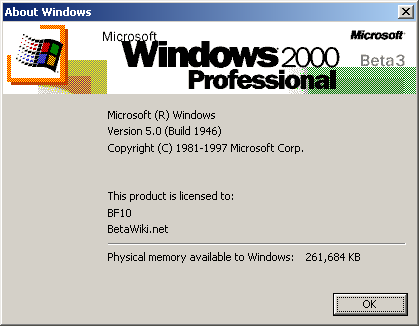 About Windows
Microsoft
Microsoft
Windows 2000
Professional
Beta3
Microsoft (R) Windows
Version 5.0 (Build 1946)
Copyright (C) 1981-1997 Microsoft Corp.
This product is licensed to:
BF10
BetaWiki.net
Physical memory available to Windows: 261,684 KB
OK